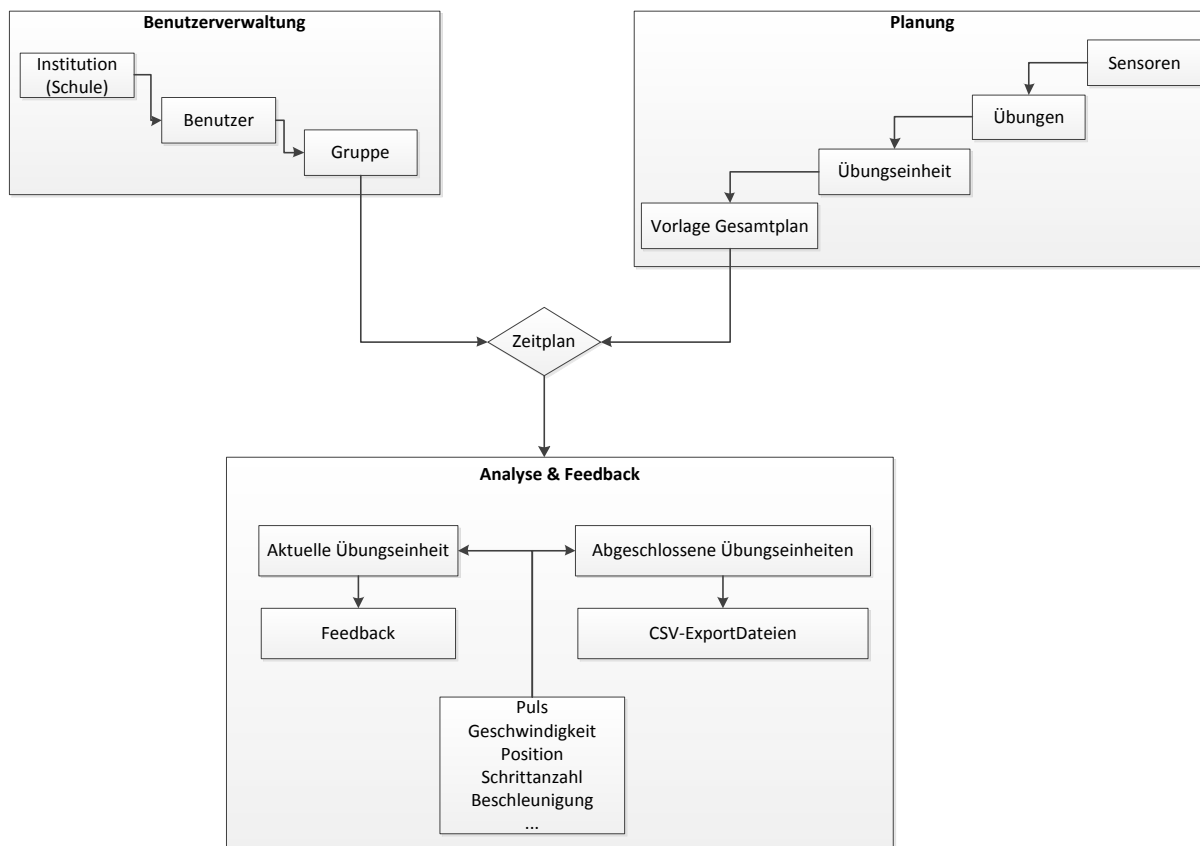 Benutzerverwaltung
Institution
(Schule)
Benutzer
Gruppe
Planung
Sensoren
Übungen
Übungseinheit
Vorlage Gesamtplan
Zeitplan
Analyse & Feedback
Aktuelle Übungseinheit
Abgeschlossene Übungseinheiten
Feedback
CSV-ExportDateien
Puls
Geschwindigkeit
Position
Schrittanzahl
Beschleunigung
...